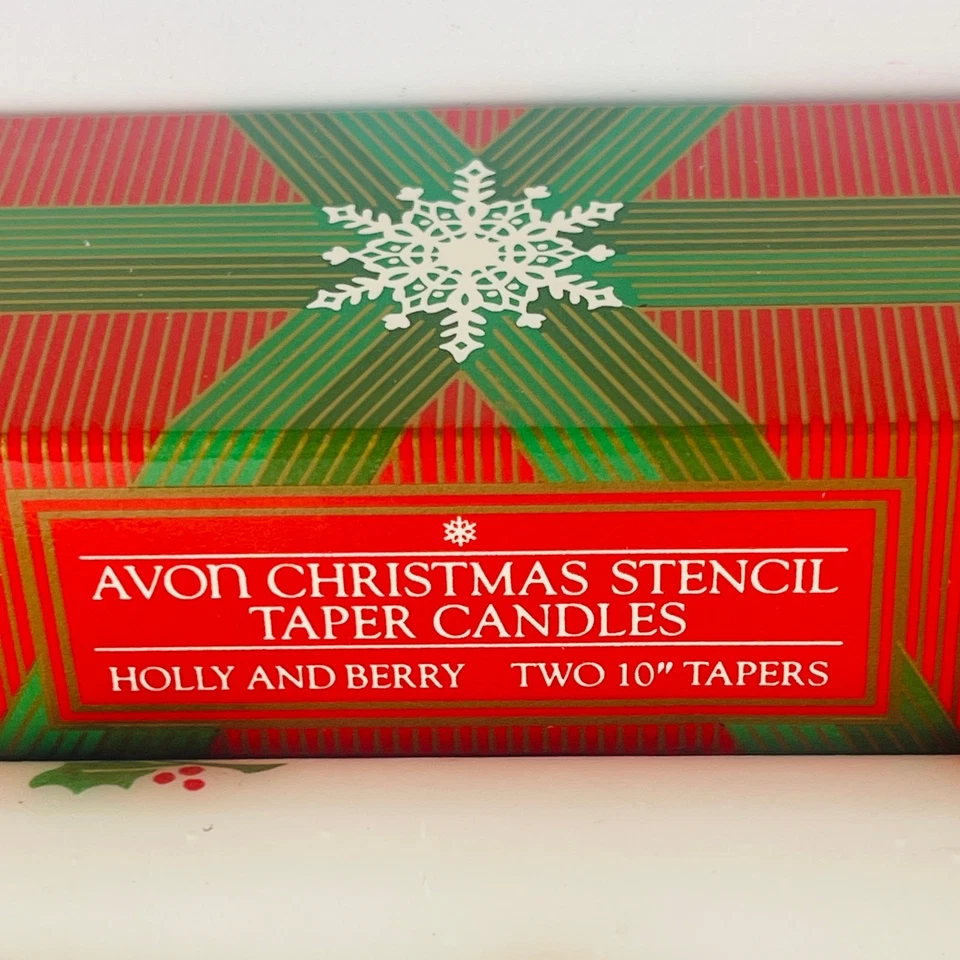 AVON CHRISTMAS STENCIL
TAPER CANDLES
HOLLY AND BERRY TWO 10" TAPERS